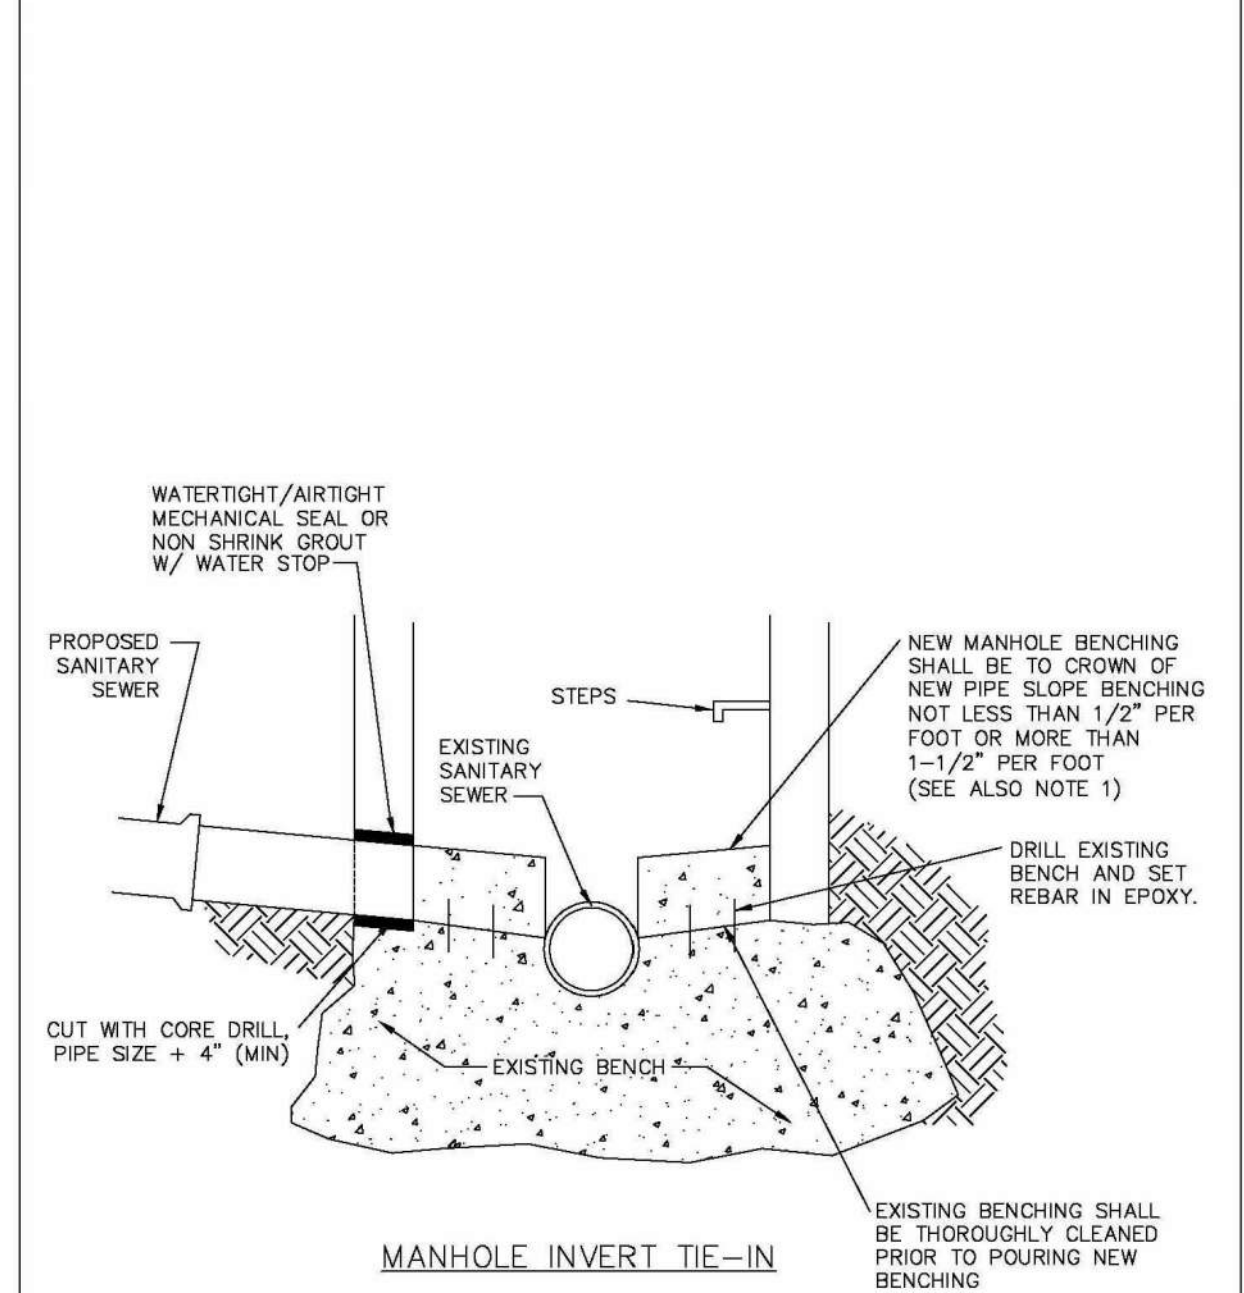 WATERTIGHT/AIRTIGHT
MECHANICAL SEAL OR
NON SHRINK GROUT
W/ WATER STOP
PROPOSED
SANITARY
SEWER
STEPS
EXISTING
SANITARY
SEWER
NEW MANHOLE BENCHING
SHALL BE TO CROWN OF
NEW PIPE SLOPE BENCHING
NOT LESS THAN 1/2" PER
FOOT OR MORE THAN
1-1/2" PER FOOT
(SEE ALSO NOTE 1)
DRILL EXISTING
BENCH AND SET
REBAR IN EPOXY.
CUT WITH CORE DRILL,
PIPE SIZE + 4" (MIN)
EXISTING BENCH
EXISTING BENCHING SHALL
BE THOROUGHLY CLEANED
PRIOR TO POURING NEW
BENCHING
MANHOLE INVERT TIE-IN